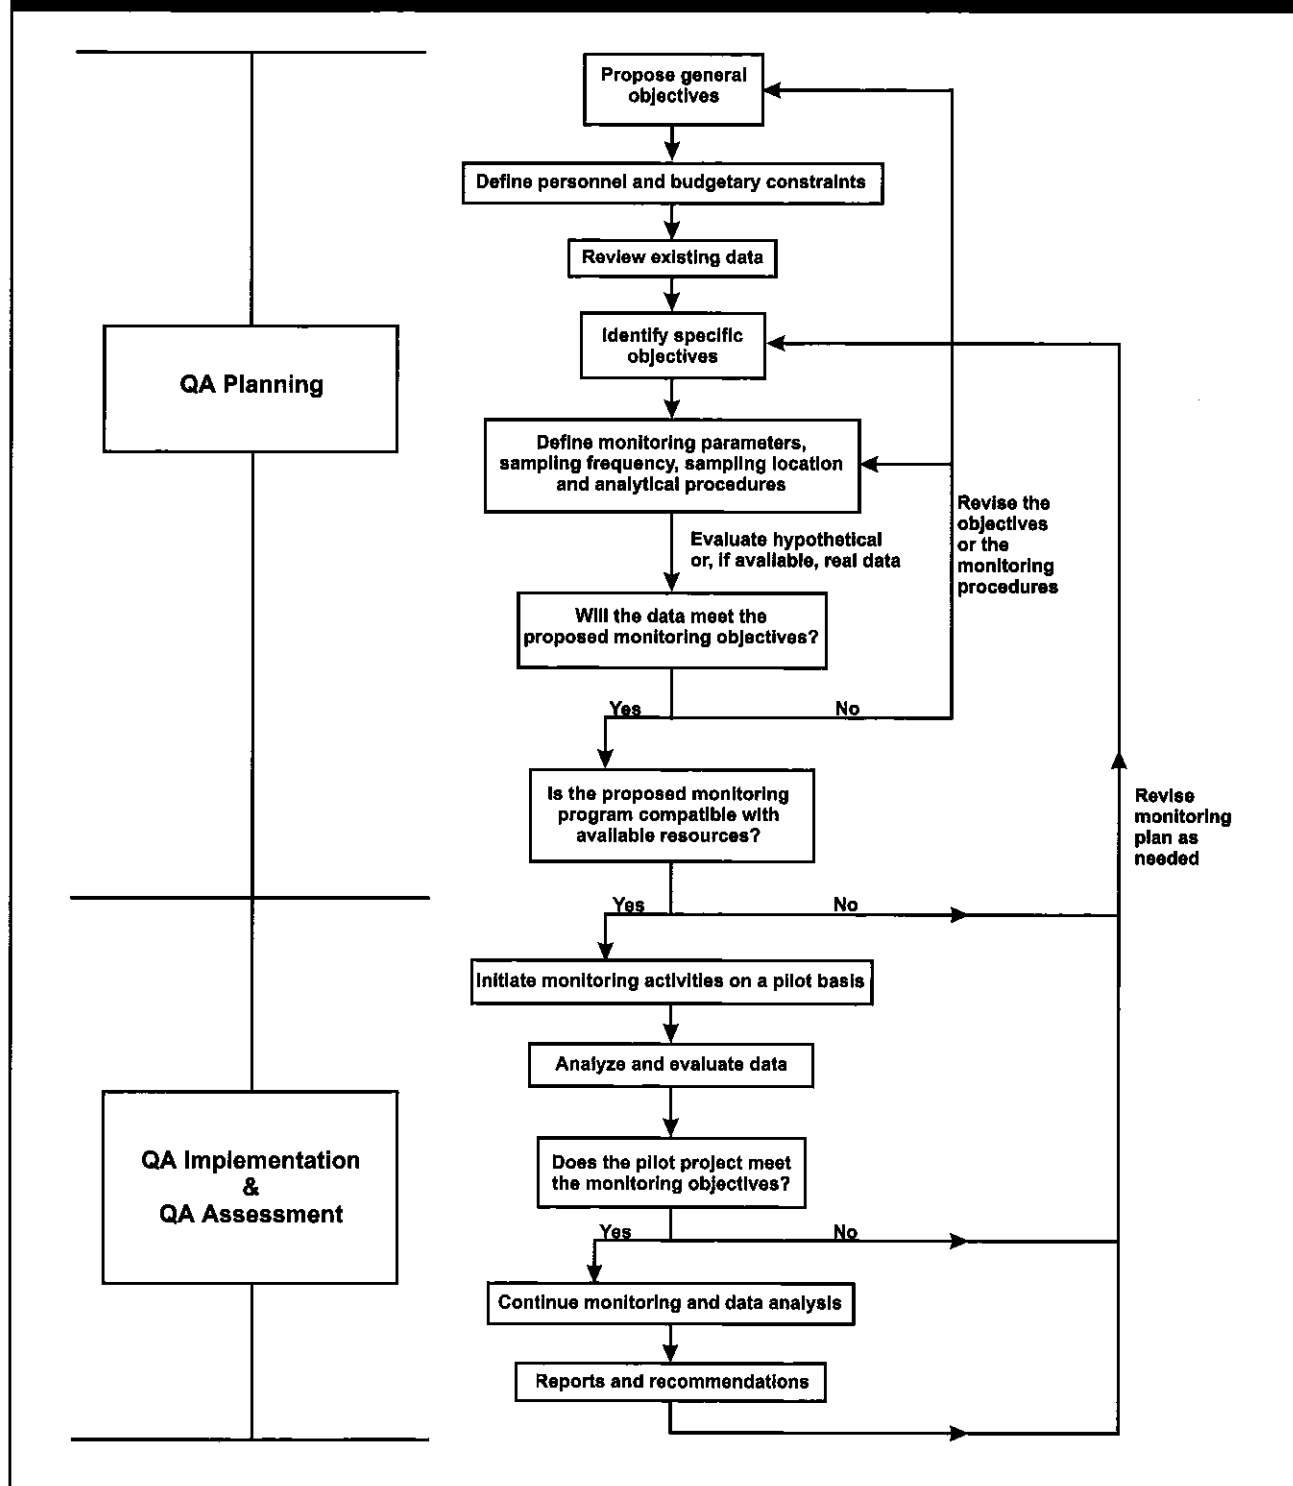 Propose general
objectives
Define personnel and budgetary constraints
Review existing data
Identify specific
objectives
QA Planning
Define monitoring parameters,
sampling frequency, sampling location
and analytical procedures
Evaluate hypothetical
or, if available, real data
Revise the
objectives
or the
monitoring
procedures
Will the data meet the
proposed monitoring objectives?
Yes
No
Is the proposed monitoring
program compatible with
available resources?
Revise
monitoring
plan as
needed
Yes
No
Initiate monitoring activities on a pilot basis
Analyze and evaluate data
QA Implementation
&
QA Assessment
Does the pilot project meet
the monitoring objectives?
Yes
No
Continue monitoring and data analysis
Reports and recommendations